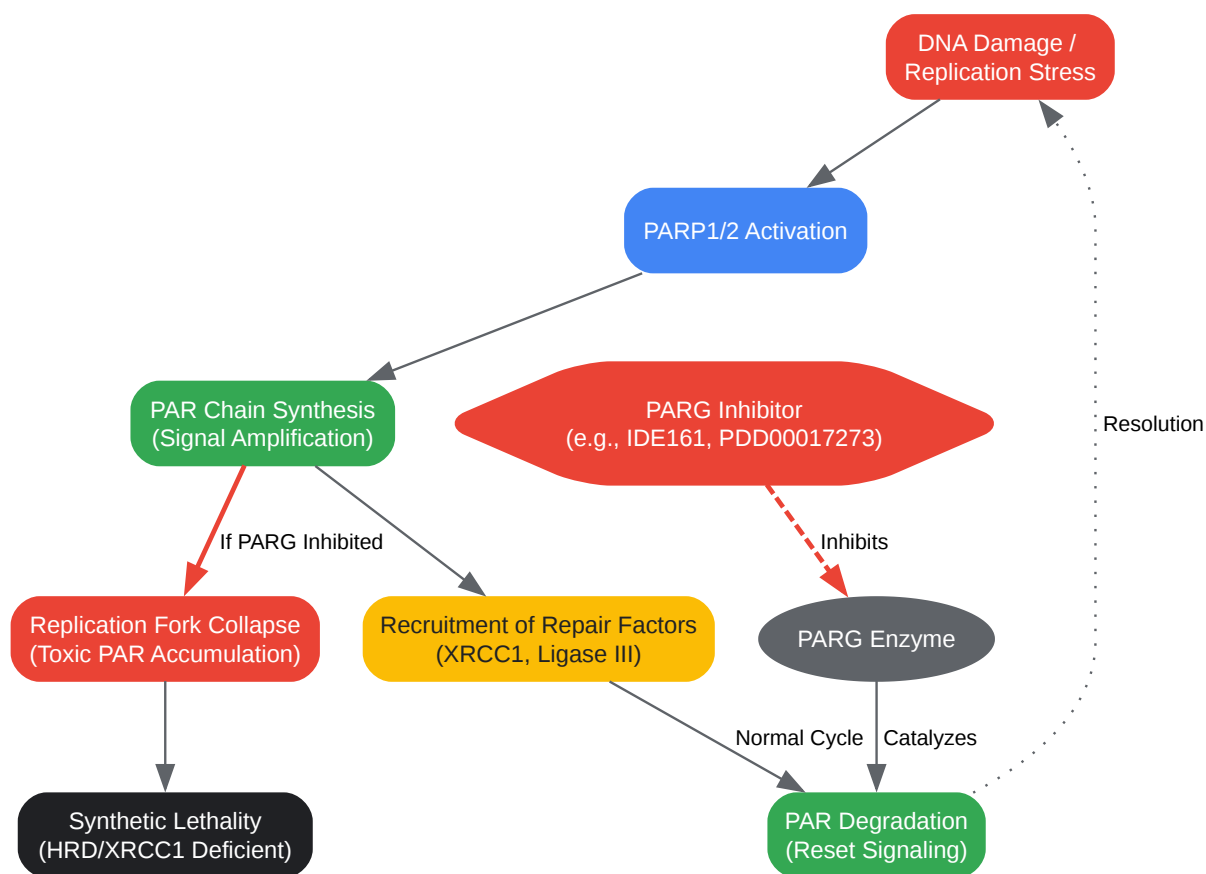 DNA Damage /
Replication Stress
PARP1/2 Activation
PAR Chain Synthesis
(Signal Amplification)
PARG Inhibitor
(e.g., IDE161, PDD00017273)
Resolution
If PARG Inhibited
Inhibits
Replication Fork Collapse
(Toxic PAR Accumulation)
Recruitment of Repair Factors
(XRCC1, Ligase III)
PARG Enzyme
Normal Cycle
Catalyzes
Synthetic Lethality
(HRD/XRCC1 Deficient)
PAR Degradation
(Reset Signaling)